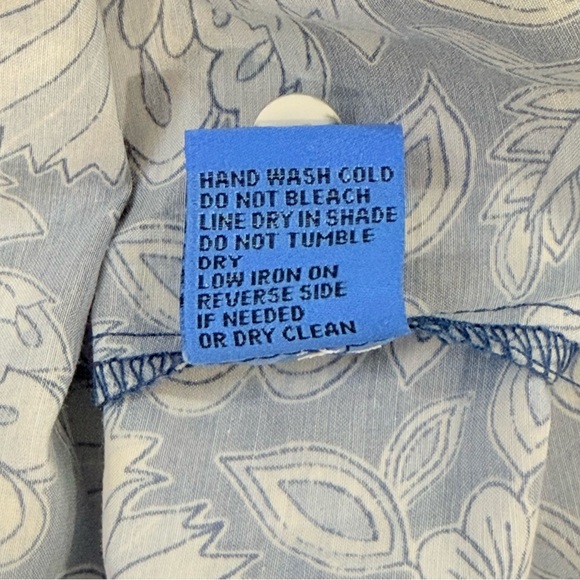 HAND WASH COLD
DO NOT BLEACH
LINE DRY IN SHADE
DO NOT TUMBLE
DRY
LOW IRON ON
REVERSE SIDE
IF NEEDED
OR DRY CLEAN